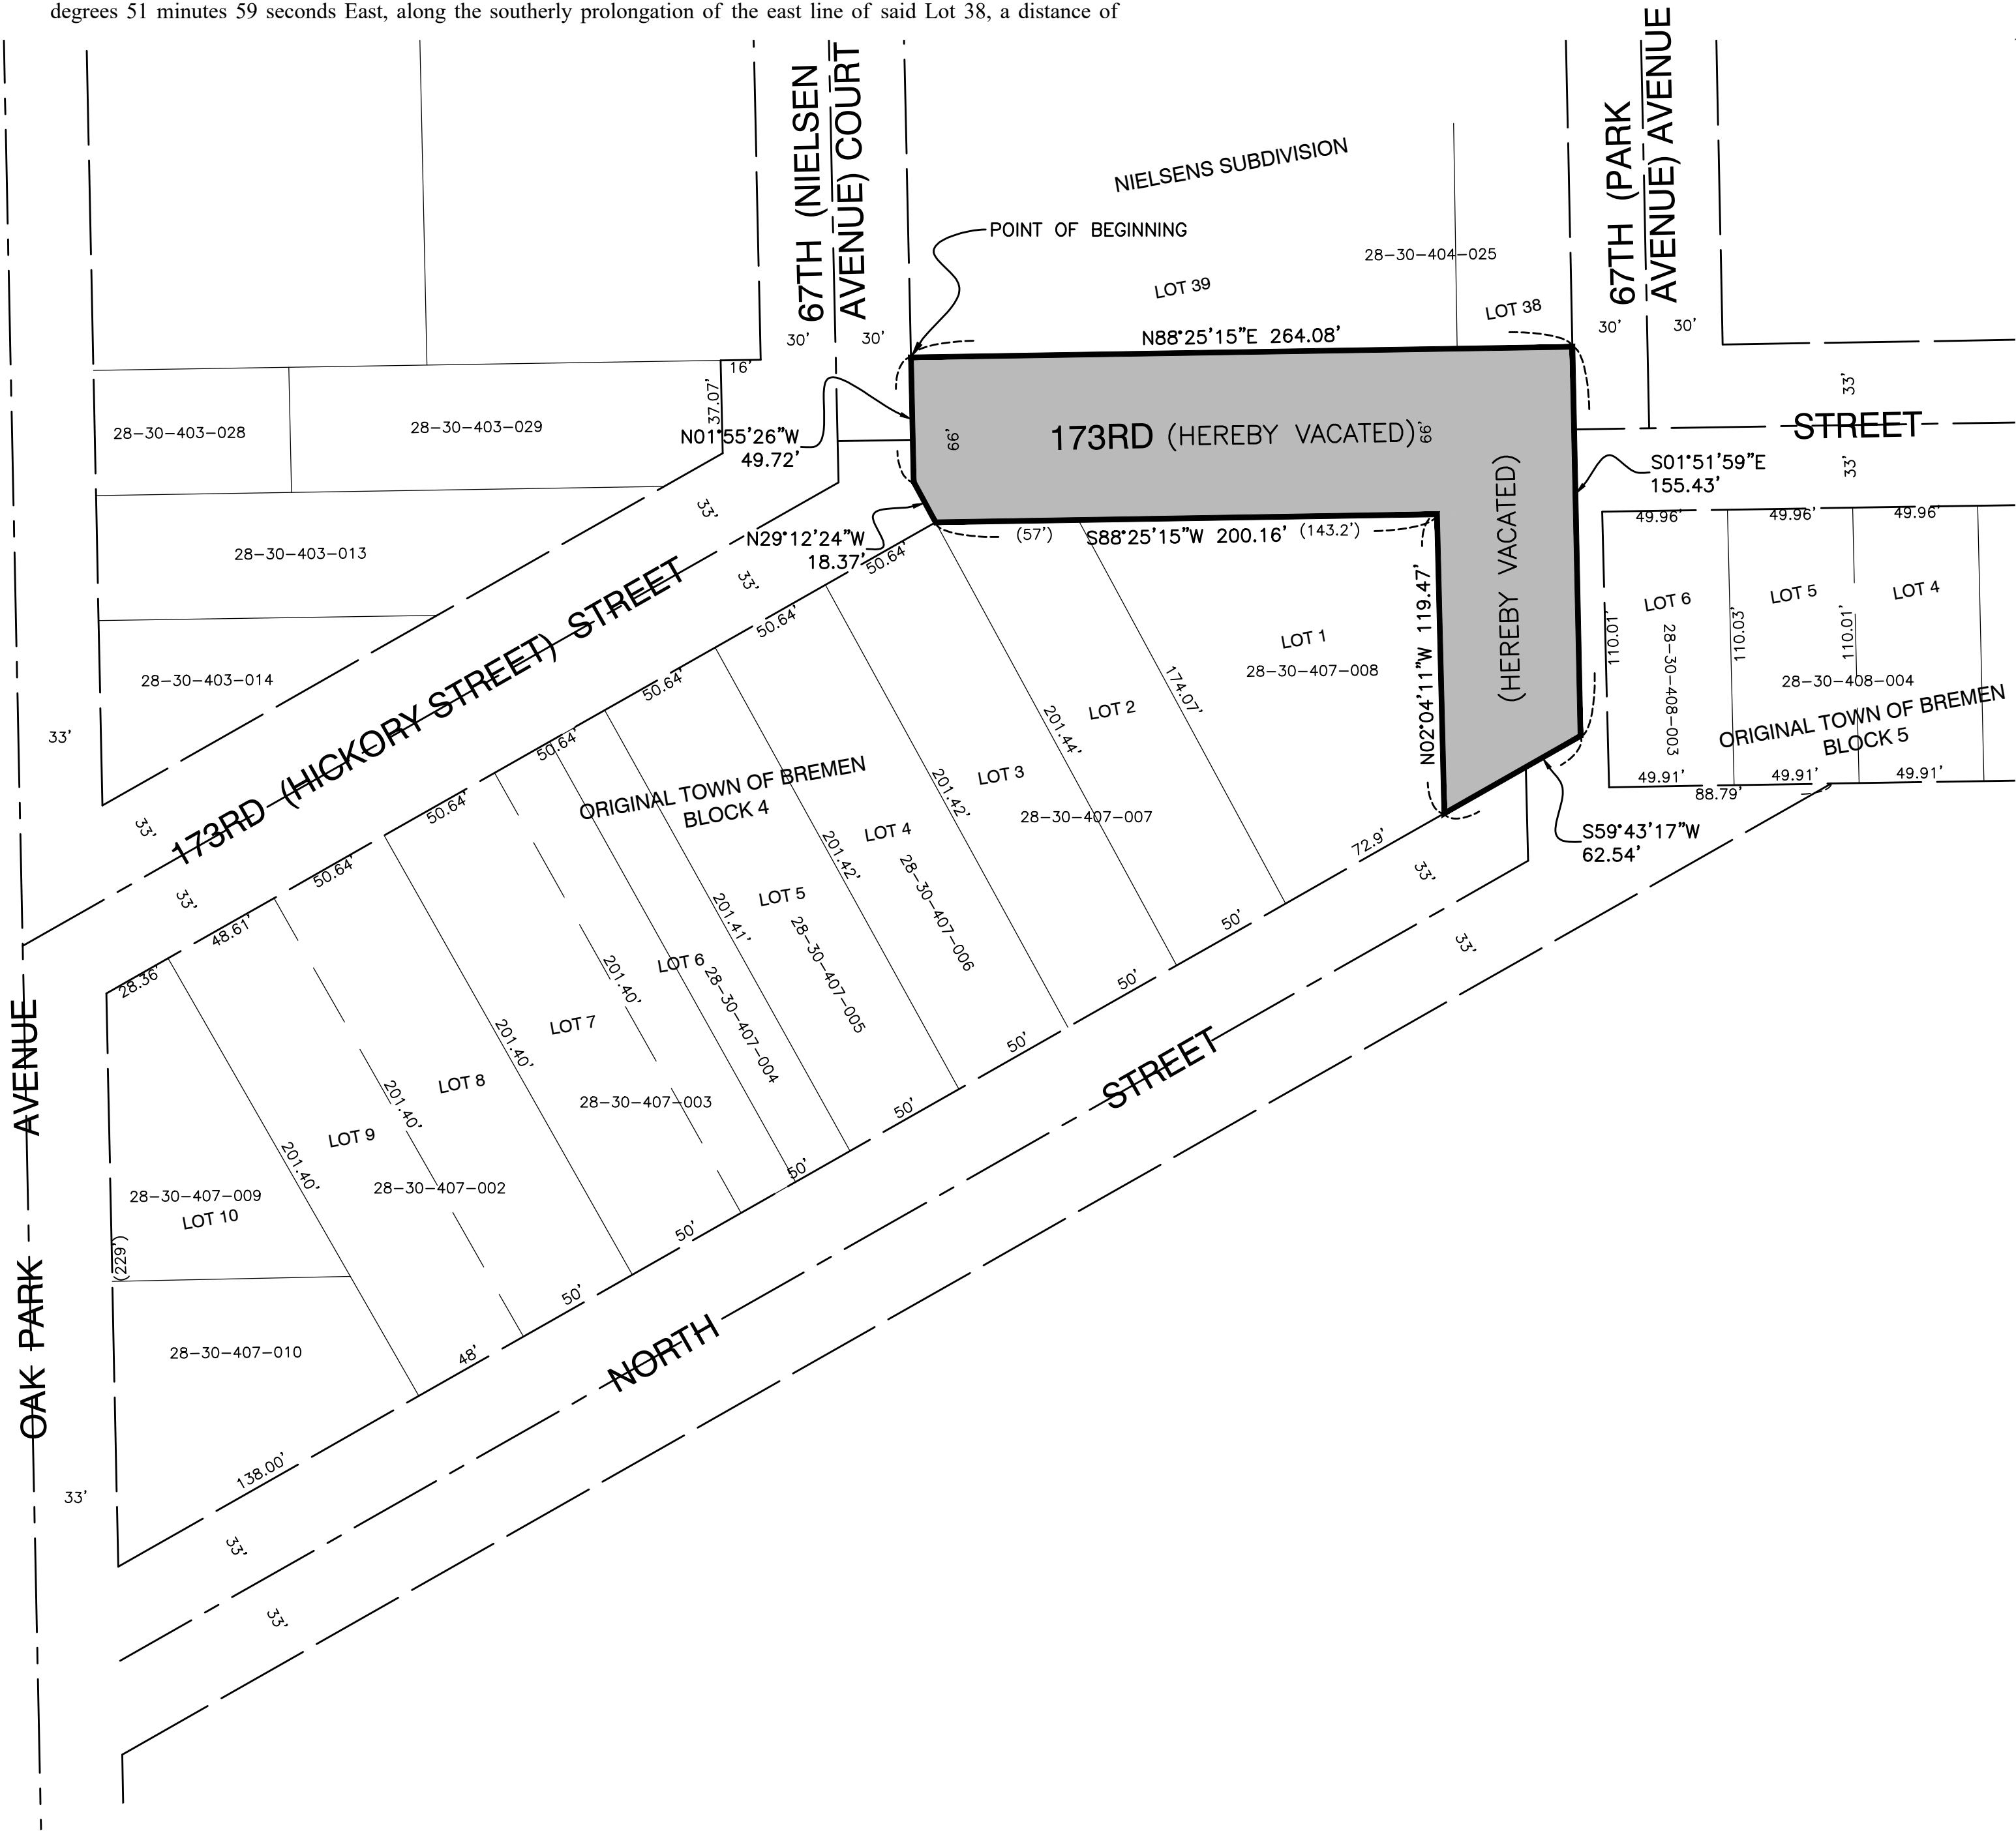 degrees 51 minutes 59 seconds East, along the southerly prolongation of the east line of said Lot 38, a distance of
67TH (NIELSEN
AVENUE) COURT
67TH (PARK
AVENUE) AVENUE
NIELSENS SUBDIVISION
POINT OF BEGINNING
28-30-404-025
LOT 39
LOT 38
30'
30'
30'
30'
N88°25'15"E 264.08'
16'
37.07'
28-30-403-028
28-30-403-029
N01°55'26"W
49.72'
66'
173RD (HEREBY VACATED)
66'
33'
STREET
33'
S01°51'59"E
155.43'
(HEREBY VACATED)
33'
28-30-403-013
N29°12'24"W
18.37'
50.64'
(57')
S88°25'15"W 200.16'
(143.2')
49.96'
49.96'
49.96'
33'
173RD (HICKORY STREET) STREET
50.64'
LOT 6
LOT 5
LOT 4
110.01'
110.03'
110.01'
28-30-408-003
28-30-408-004
ORIGINAL TOWN OF BREMEN
BLOCK 5
49.91'
49.91'
49.91'
88.79'
28-30-403-014
50.64'
LOT 1
28-30-407-008
174.07'
N02°04'11"W 119.47'
LOT 2
201.44'
33'
50.64'
ORIGINAL TOWN OF BREMEN
BLOCK 4
LOT 3
201.42'
28-30-407-007
S59°43'17"W
62.54'
33'
50.64'
LOT 4
201.42'
28-30-407-006
72.9'
33'
50.64'
33'
LOT 5
201.41'
28-30-407-005
50'
33'
48.61'
28.36'
LOT 6
201.40'
28-30-407-004
50'
LOT 7
201.40'
50'
STREET
AVENUE
LOT 8
201.40'
28-30-407-003
50'
LOT 9
201.40'
28-30-407-002
50'
28-30-407-009
LOT 10
(229')
50'
50'
OAK PARK
28-30-407-010
48'
NORTH
138.00'
33'
33'
33'